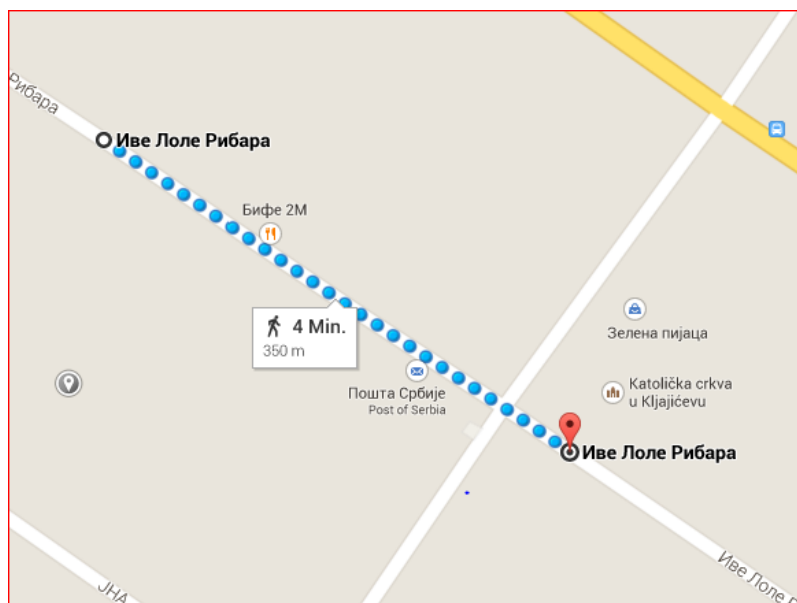 Рибара
Иве Лоле Рибара
Бифе 2М
4 Min.
350 m
Зелена пијаца
Пошта Србије
Post of Serbia
Katolička crkva
u Kljajićevu
Иве Лоле Рибара
Иве Лоле
ЈНА